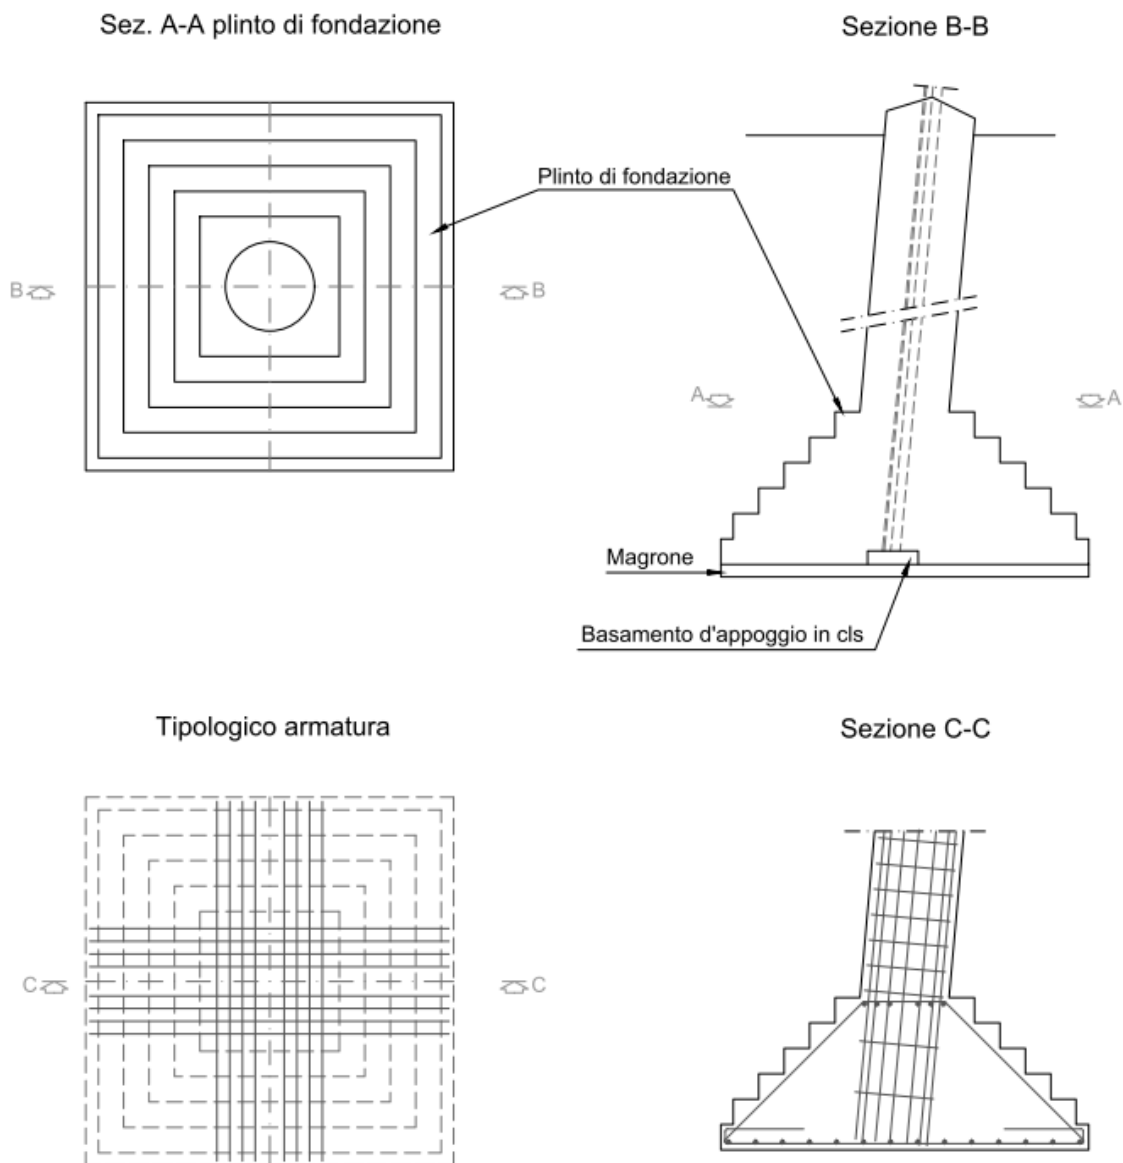 Sez. A-A plinto di fondazione
Sezione B-B
Plinto di fondazione
B
B
A
A
Magrone
Basamento d'appoggio in cls
Tipologico armatura
Sezione C-C
C
C